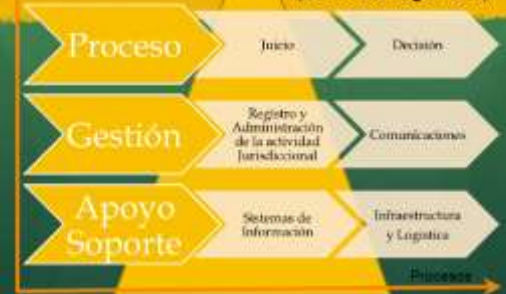 Proceso
Juicio
Decisión
Gestión
Registro y
Administración
de la actividad
Jurisdiccional
Comunicaciones
Apoyo
Soporte
Sistemas de
Información
Infraestructura
y Logística
Procesos